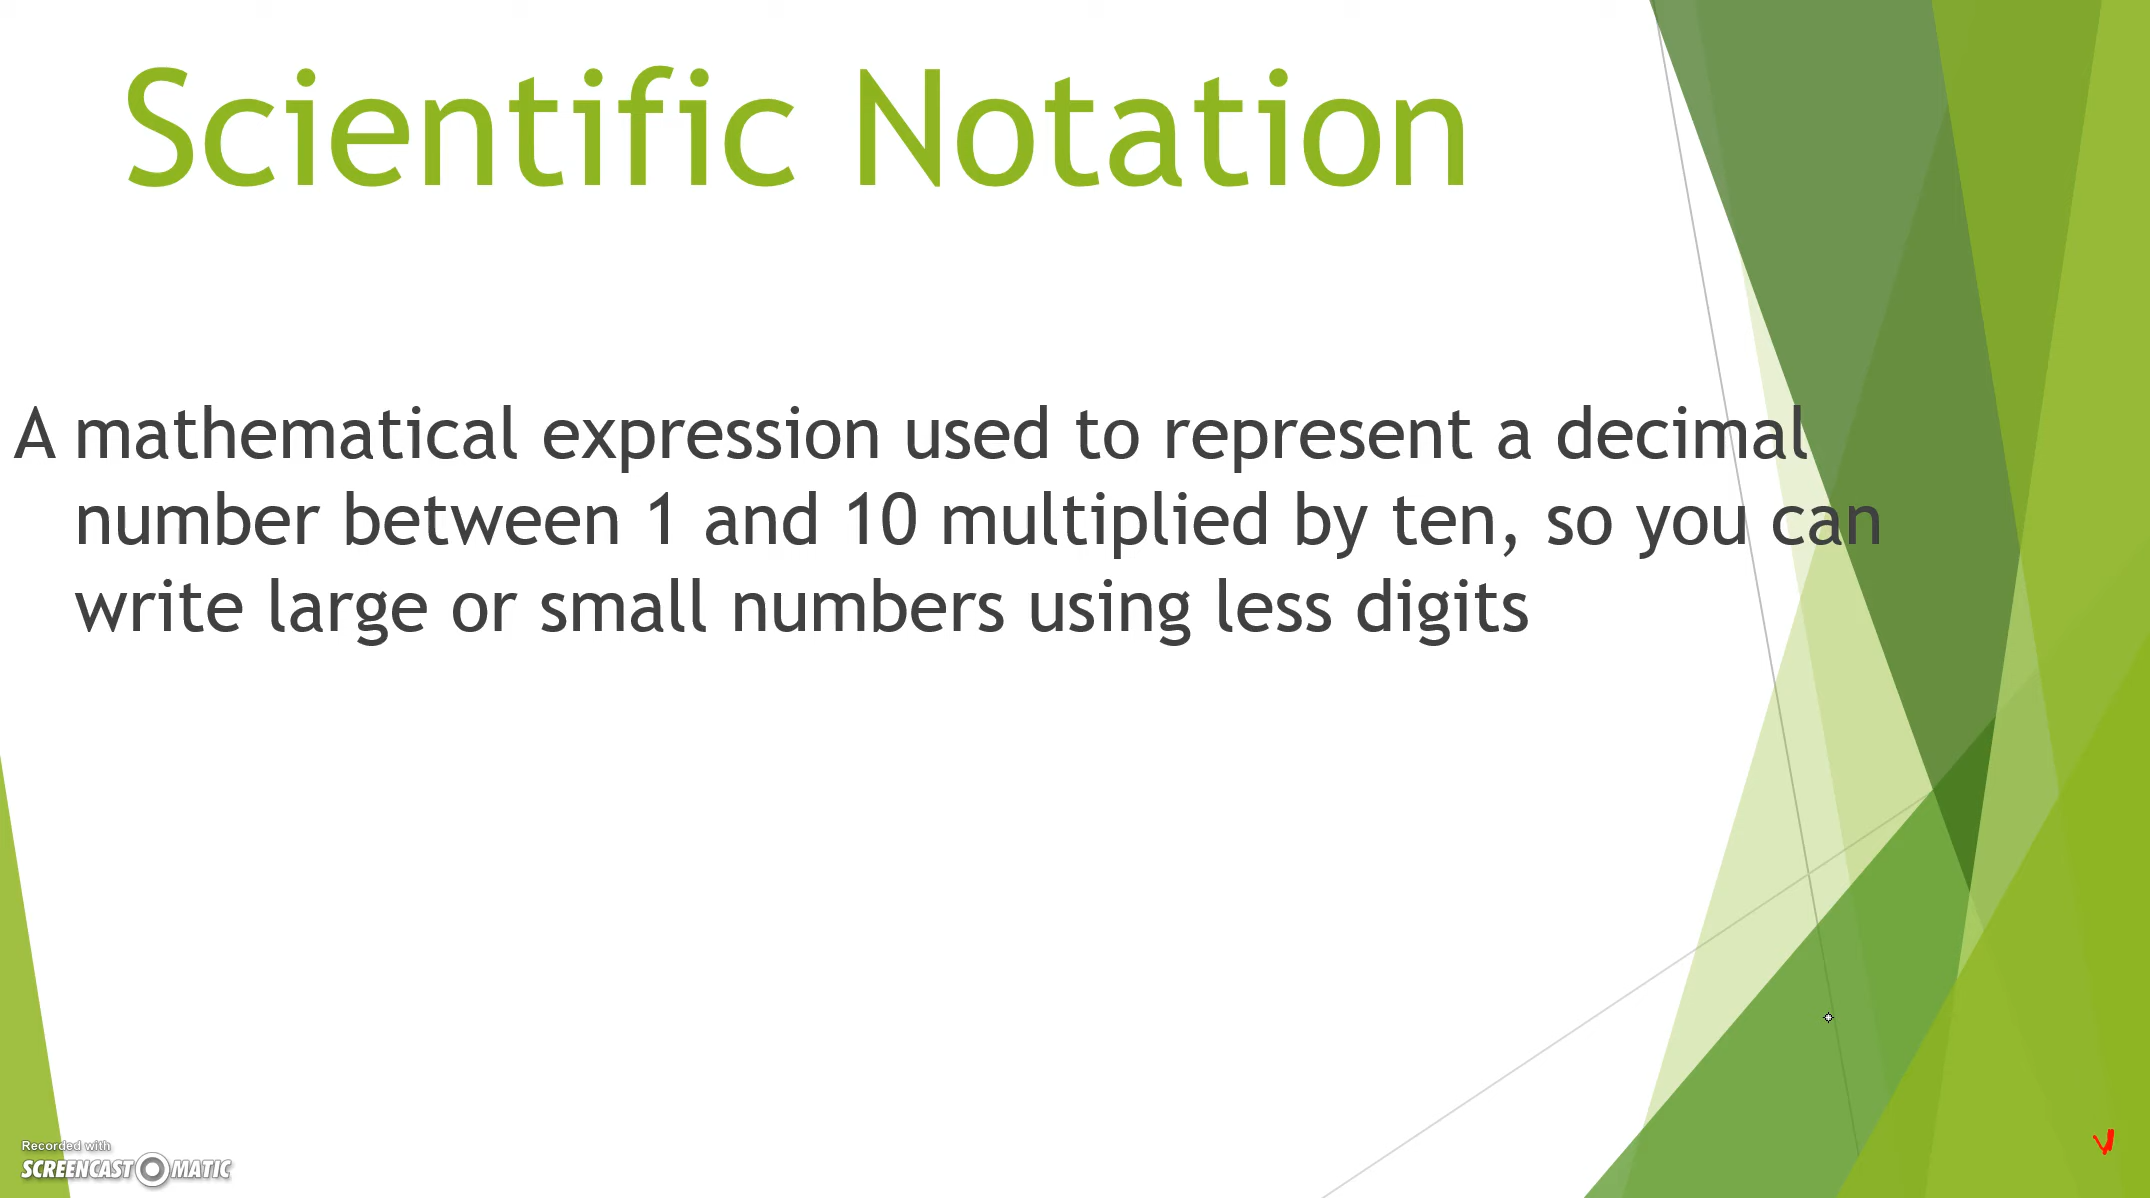 Scientific Notation
A mathematical expression used to represent a decimal
number between 1 and 10 multiplied by ten, so you can
write large or small numbers using less digits
Recorded with
SCREENCAST O MATIC